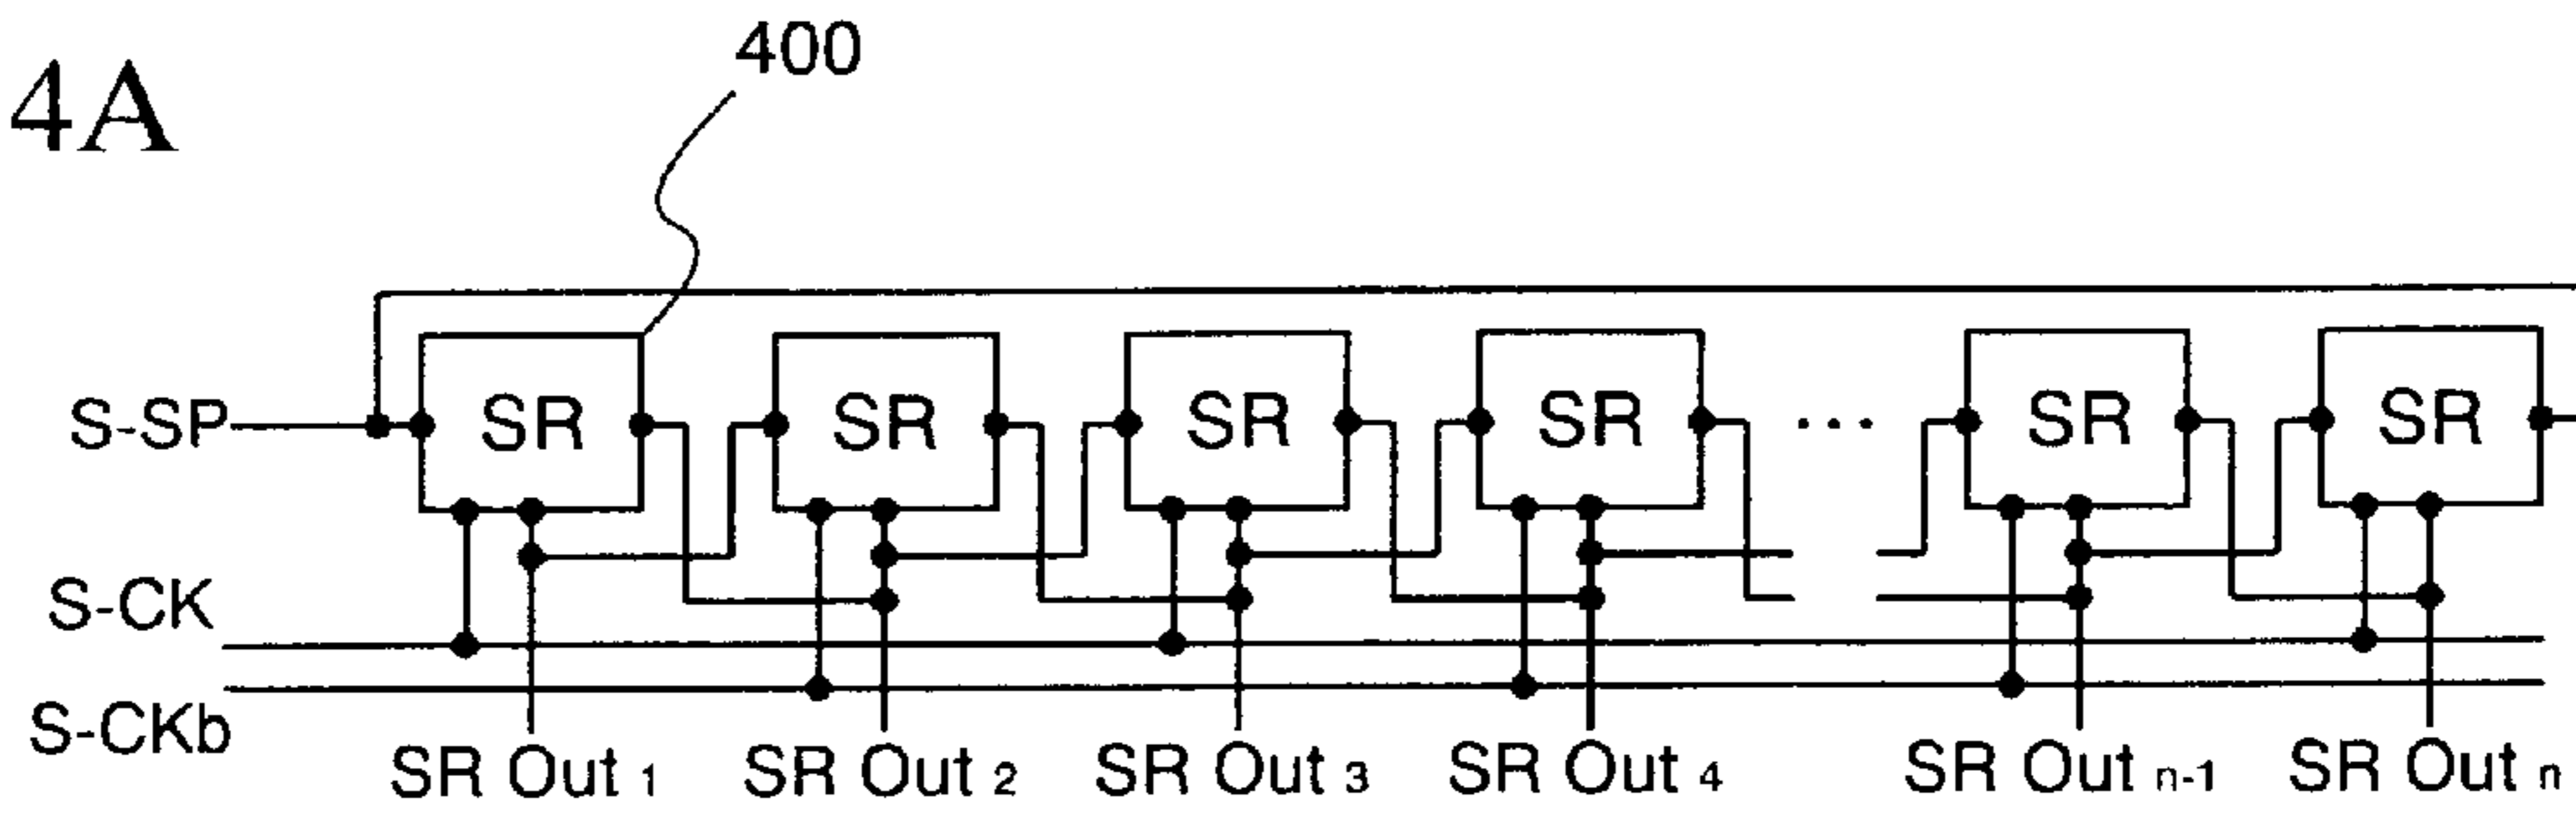 4A
400
S-SP
SR SR SR SR ... SR SR
S-CK
S-CKb
SR Out 1 SR Out 2 SR Out 3 SR Out 4 SR Out n-1 SR Out n